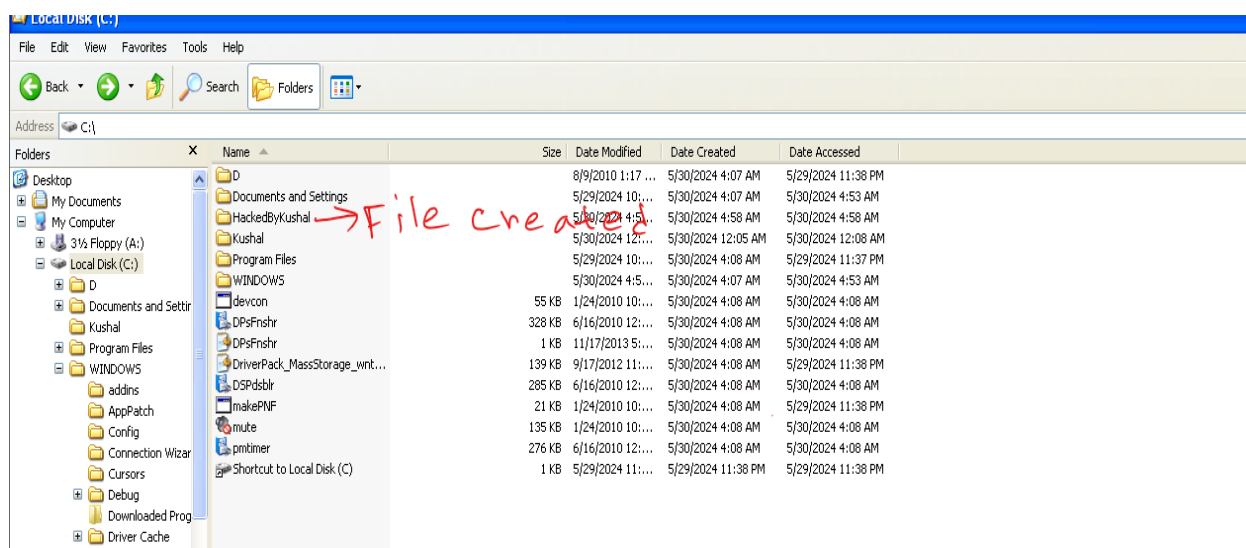 Local Disk (C:)
File Edit View Favorites Tools Help
Back Search Folders
Address C:\
Folders X Name Size Date Modified Date Created Date Accessed
Desktop
My Documents
My Computer
3½ Floppy (A:)
Local Disk (C:)
D
Documents and Settir
Kushal
Program Files
WINDOWS
addins
AppPatch
Config
Connection Wizar
Cursors
Debug
Downloaded Prog
Driver Cache
D 8/9/2010 1:17 ... 5/30/2024 4:07 AM 5/29/2024 11:38 PM
Documents and Settings 5/29/2024 10:... 5/30/2024 4:07 AM 5/30/2024 4:53 AM
HackedByKushal → File created 5/30/2024 4:5... 5/30/2024 4:58 AM 5/30/2024 4:58 AM
Kushal 5/30/2024 12:... 5/30/2024 12:05 AM 5/30/2024 12:08 AM
Program Files 5/29/2024 10:... 5/30/2024 4:08 AM 5/29/2024 11:37 PM
WINDOWS 5/30/2024 4:5... 5/30/2024 4:07 AM 5/30/2024 4:53 AM
devcon 55 KB 1/24/2010 10:... 5/30/2024 4:08 AM 5/30/2024 4:08 AM
DPsFnshr 328 KB 6/16/2010 12:... 5/30/2024 4:08 AM 5/30/2024 4:08 AM
DPsFnshr 1 KB 11/17/2013 5:... 5/30/2024 4:08 AM 5/30/2024 4:08 AM
DriverPack_MassStorage_wnt... 139 KB 9/17/2012 11:... 5/30/2024 4:08 AM 5/29/2024 11:38 PM
DSPdsblr 285 KB 6/16/2010 12:... 5/30/2024 4:08 AM 5/30/2024 4:08 AM
makePNF 21 KB 1/24/2010 10:... 5/30/2024 4:08 AM 5/29/2024 11:38 PM
mute 135 KB 1/24/2010 10:... 5/30/2024 4:08 AM 5/30/2024 4:08 AM
pmtimer 276 KB 6/16/2010 12:... 5/30/2024 4:08 AM 5/30/2024 4:08 AM
Shortcut to Local Disk (C) 1 KB 5/29/2024 11:... 5/29/2024 11:38 PM 5/29/2024 11:38 PM